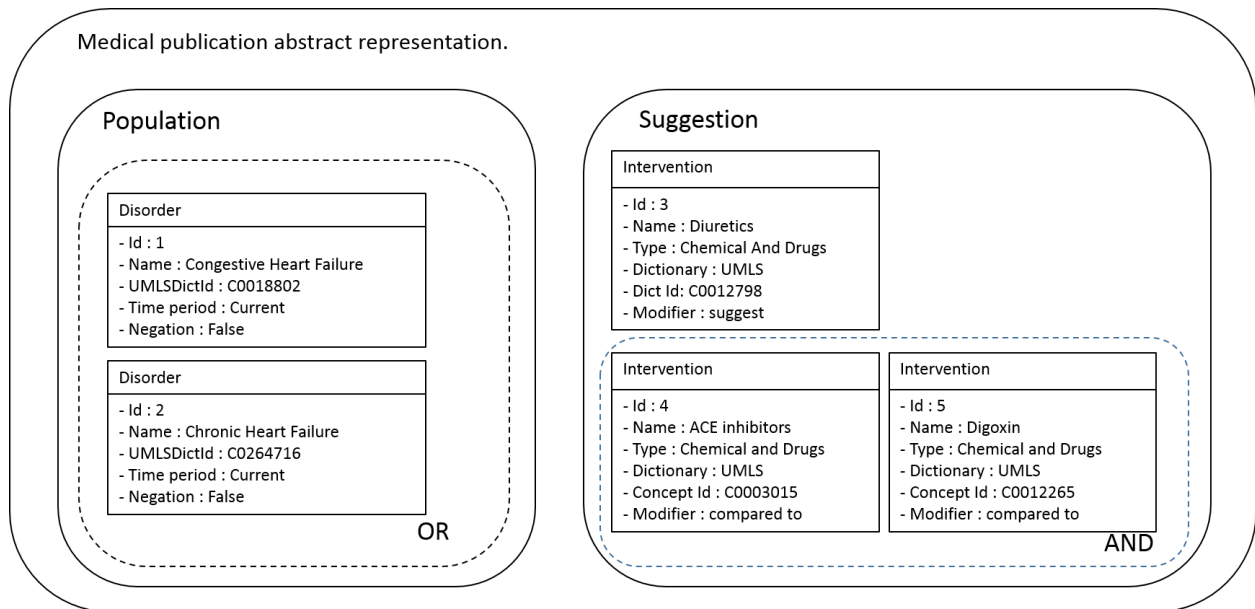 Medical publication abstract representation.
Population
Disorder
- Id : 1
- Name : Congestive Heart Failure
- UMLSDictId : C0018802
- Time period : Current
- Negation : False
Disorder
- Id : 2
- Name : Chronic Heart Failure
- UMLSDictId : C0264716
- Time period : Current
- Negation : False
OR
Suggestion
Intervention
- Id : 3
- Name : Diuretics
- Type : Chemical And Drugs
- Dictionary : UMLS
- Dict Id: C0012798
- Modifier : suggest
Intervention
- Id : 4
- Name : ACE inhibitors
- Type : Chemical and Drugs
- Dictionary : UMLS
- Concept Id : C0003015
- Modifier : compared to
Intervention
- Id : 5
- Name : Digoxin
- Type : Chemical and Drugs
- Dictionary : UMLS
- Concept Id : C0012265
- Modifier : compared to
AND